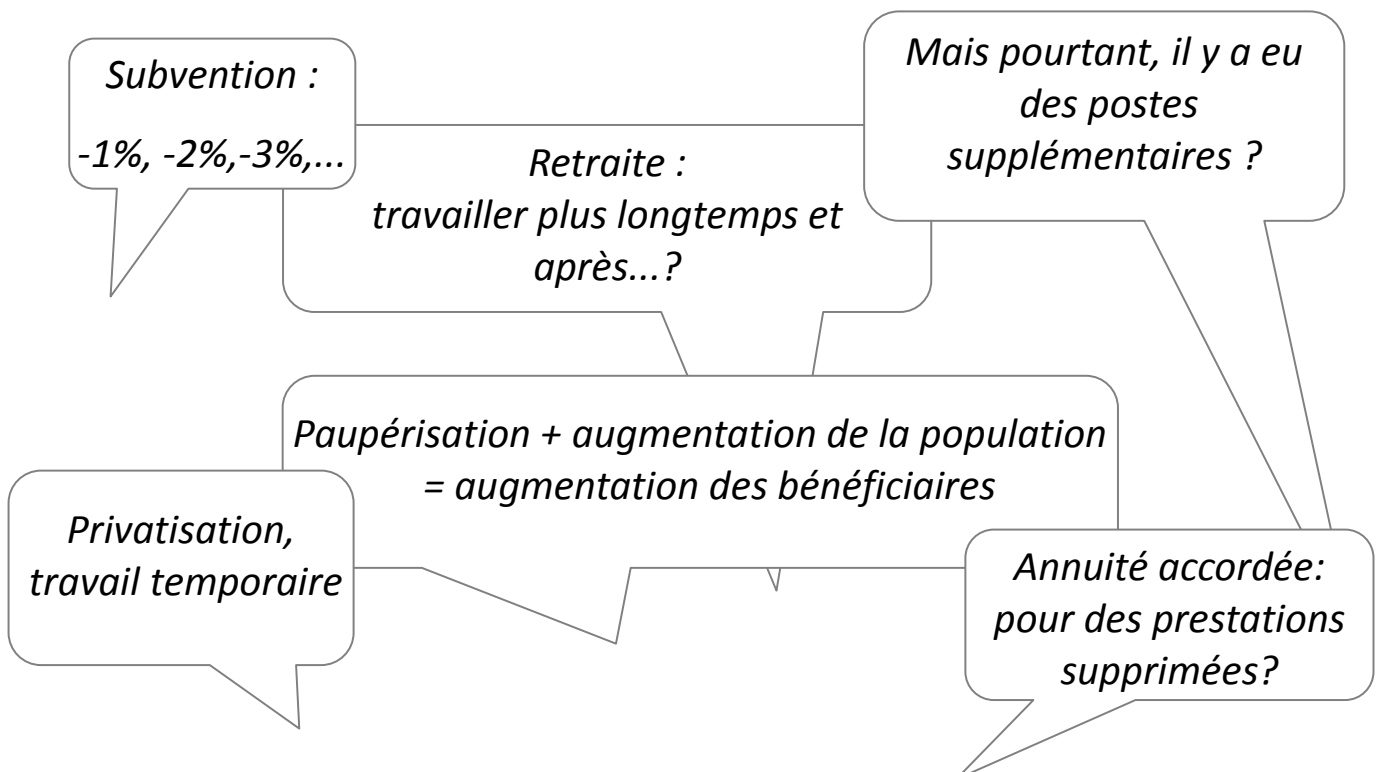 Subvention :
-1%, -2%,-3%,...
Retraite :
travailler plus longtemps et
après...?
Mais pourtant, il y a eu
des postes
supplémentaires ?
Paupérisation + augmentation de la population
= augmentation des bénéficiaires
Privatisation,
travail temporaire
Annuité accordée:
pour des prestations
supprimées?